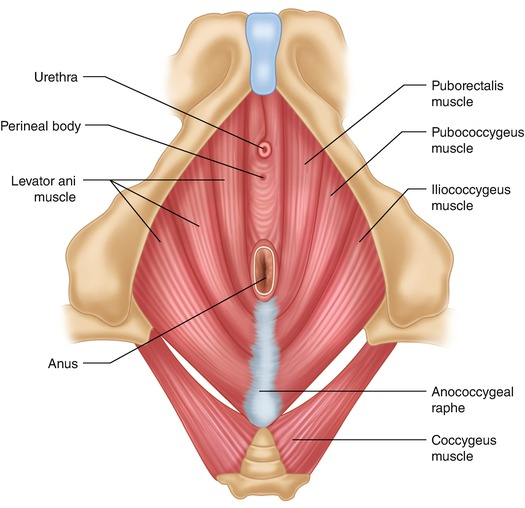 Urethra
Perineal body
Levator ani
muscle
Anus
Puborectalis
muscle
Pubococcygeus
muscle
Iliococcygeus
muscle
Anococcygeal
raphe
Coccygeus
muscle